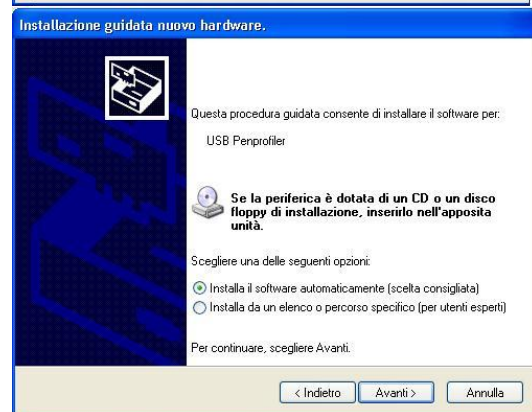 Installazione guidata nuovo hardware.
Questa procedura guidata consente di installare il software per:
USB Penprofiler
Se la periferica è dotata di un CD o un disco
floppy di installazione, inserirlo nell'apposita
unità.
Scegliere una delle seguenti opzioni:
Installa il software automaticamente (scelta consigliata)
Installa da un elenco o percorso specifico (per utenti esperti)
Per continuare, scegliere Avanti.
< Indietro Avanti > Annulla